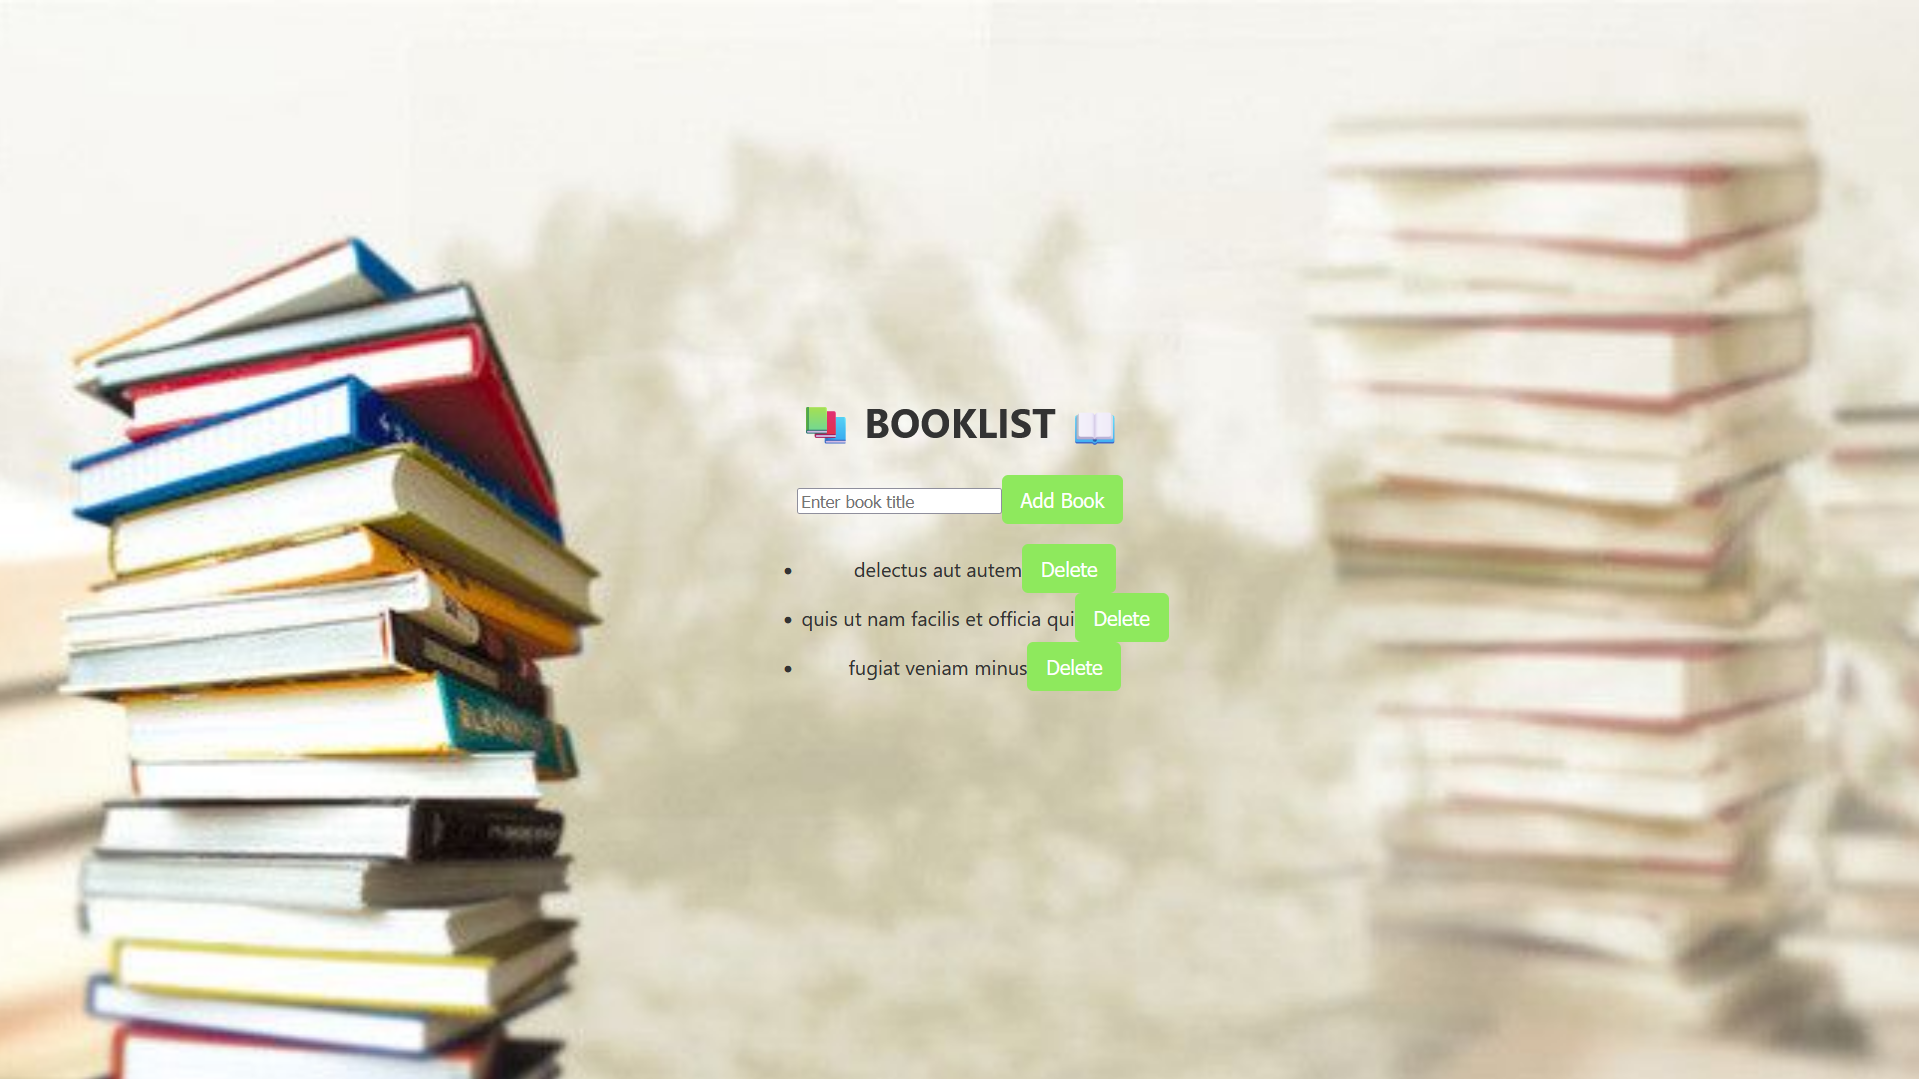 BOOKLIST
Enter book title Add Book
delectus aut autem Delete
quis ut nam facilis et officia qui Delete
fugiat veniam minus Delete